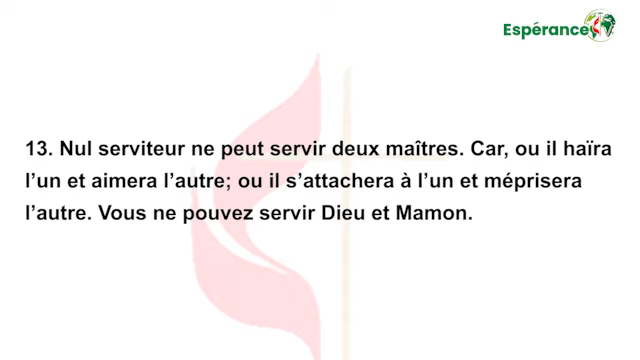 Espérance
13. Nul serviteur ne peut servir deux maîtres. Car, ou il haïra
l’un et aimera l’autre; ou il s’attachera à l’un et méprisera
l’autre. Vous ne pouvez servir Dieu et Mamon.